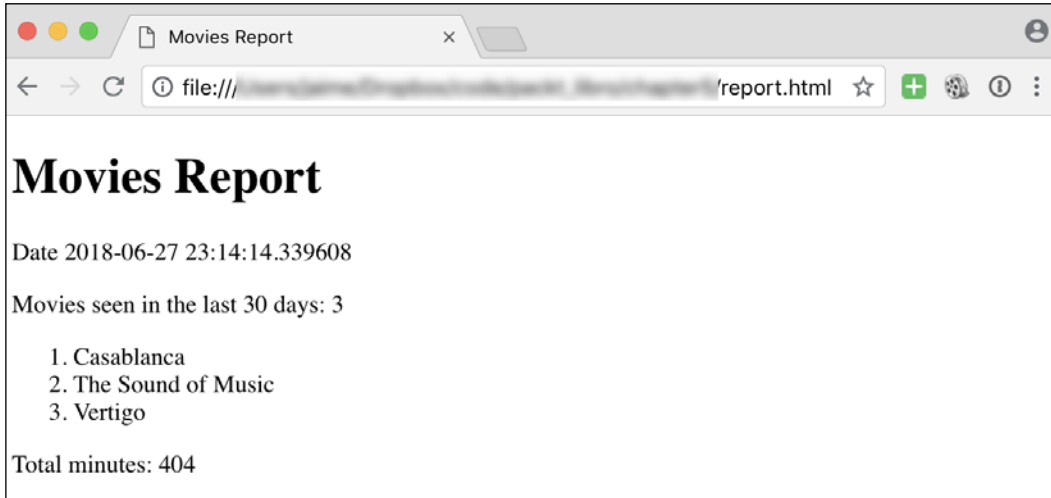 Movies Report
file:///
/report.html
Movies Report
Date 2018-06-27 23:14:14.339608
Movies seen in the last 30 days: 3
1. Casablanca
2. The Sound of Music
3. Vertigo
Total minutes: 404